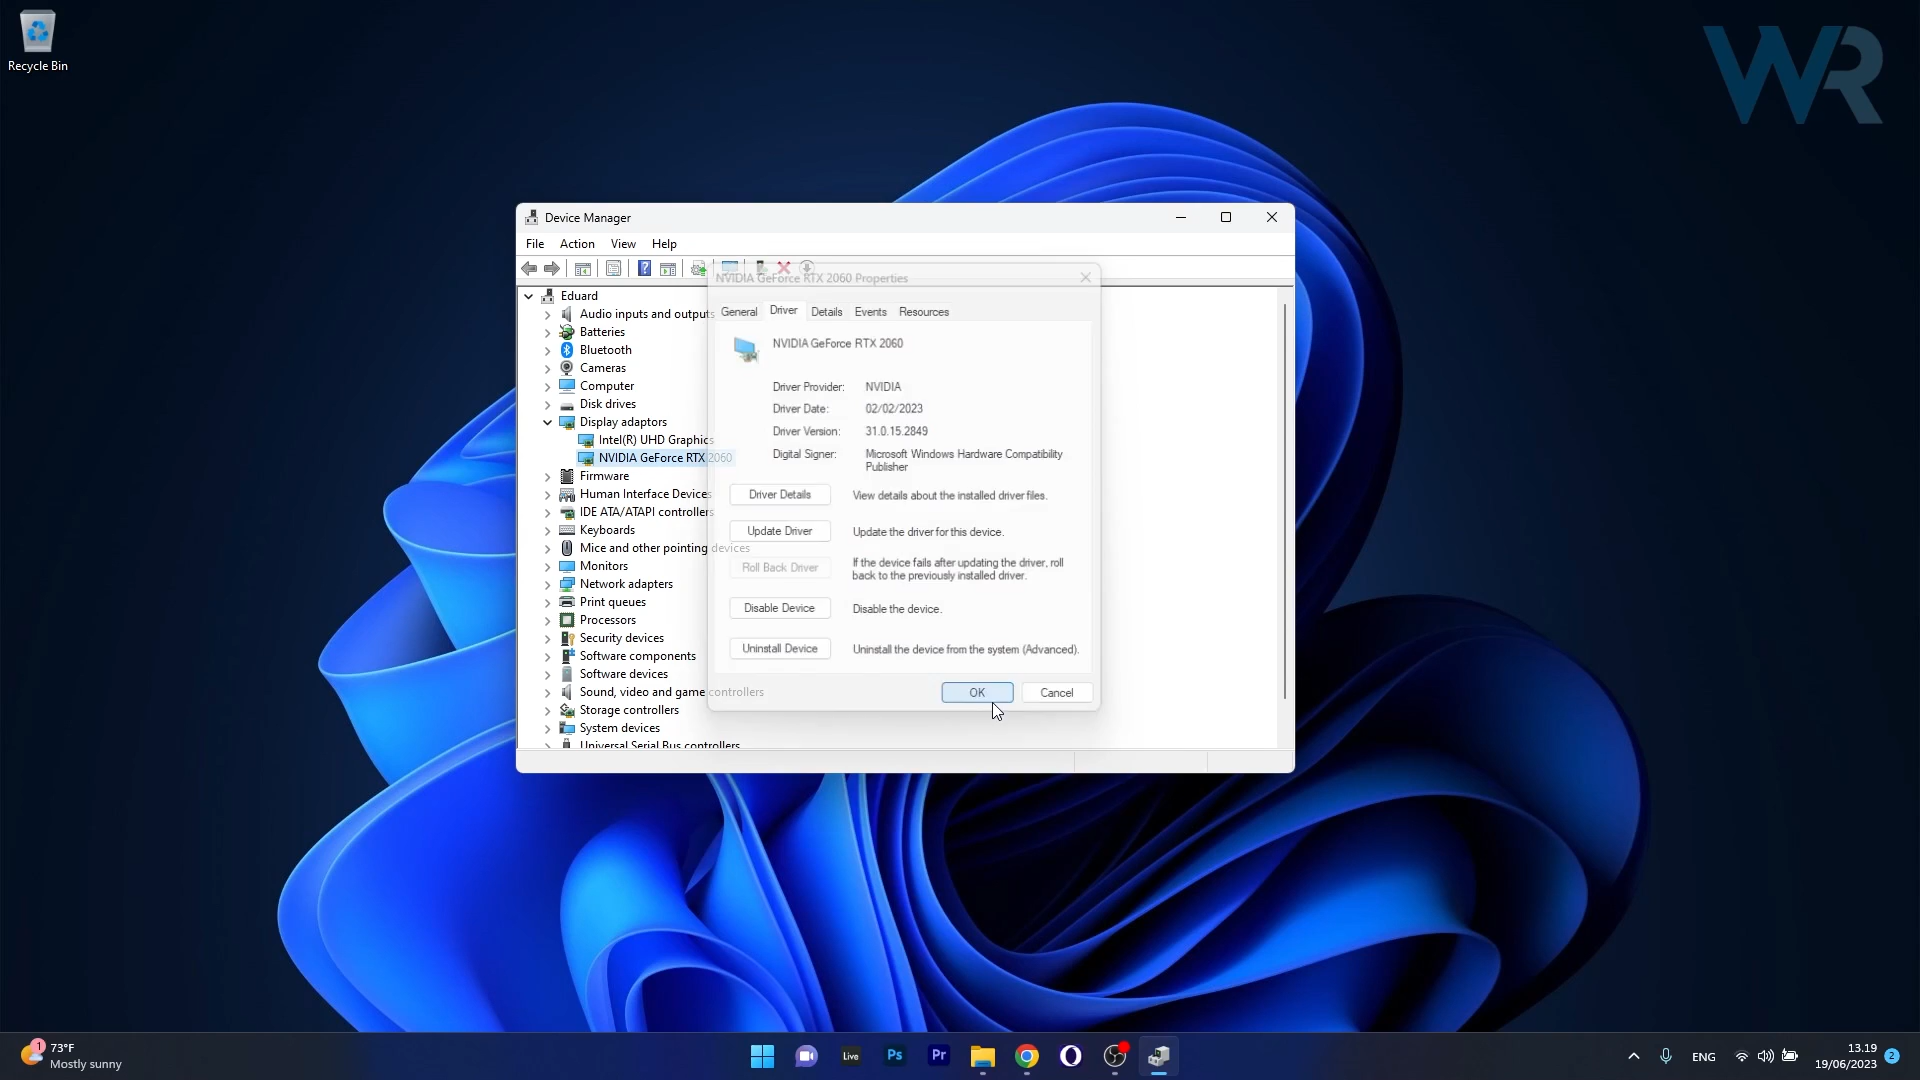 Recycle Bin
WR
Device Manager
File Action View Help
NVIDIA GeForce RTX 2060 Properties
General Driver Details Events Resources
NVIDIA GeForce RTX 2060
Driver Provider: NVIDIA
Driver Date: 02/02/2023
Driver Version: 31.0.15.2849
Digital Signer: Microsoft Windows Hardware Compatibility
Publisher
Driver Details View details about the installed driver files.
Update Driver Update the driver for this device.
Roll Back Driver If the device fails after updating the driver, roll
back to the previously installed driver.
Disable Device Disable the device.
Uninstall Device Uninstall the device from the system (Advanced).
OK Cancel
Eduard
Audio inputs and outputs
Batteries
Bluetooth
Cameras
Computer
Disk drives
Display adaptors
Intel(R) UHD Graphics
NVIDIA GeForce RTX 2060
Firmware
Human Interface Devices
IDE ATA/ATAPI controllers
Keyboards
Mice and other pointing devices
Monitors
Network adapters
Print queues
Processors
Security devices
Software components
Software devices
Sound, video and game controllers
Storage controllers
System devices
Universal Serial Bus controllers
1
73°F
Mostly sunny
Live
Ps
Pr
ENG
13.19
19/06/2023
2